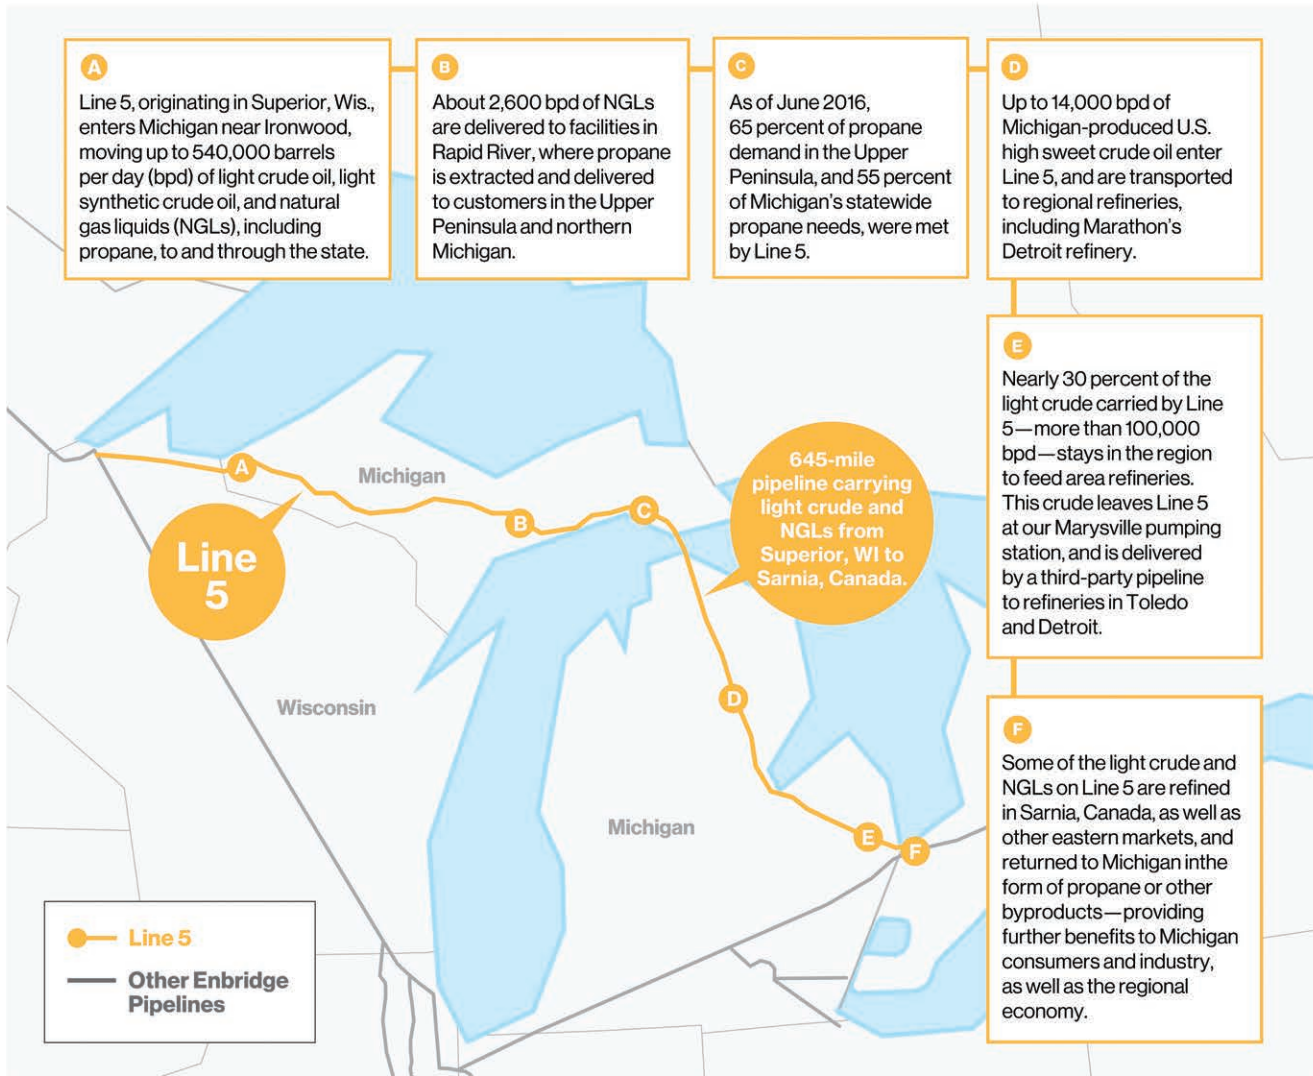 A
Line 5, originating in Superior, Wis.,
enters Michigan near Ironwood,
moving up to 540,000 barrels
per day (bpd) of light crude oil, light
synthetic crude oil, and natural
gas liquids (NGLs), including
propane, to and through the state.
B
About 2,600 bpd of NGLs
are delivered to facilities in
Rapid River, where propane
is extracted and delivered
to customers in the Upper
Peninsula and northern
Michigan.
C
As of June 2016,
65 percent of propane
demand in the Upper
Peninsula, and 55 percent
of Michigan's statewide
propane needs, were met
by Line 5.
D
Up to 14,000 bpd of
Michigan-produced U.S.
high sweet crude oil enter
Line 5, and are transported
to regional refineries,
including Marathon's
Detroit refinery.
E
Nearly 30 percent of the
light crude carried by Line
5—more than 100,000
bpd—stays in the region
to feed area refineries.
This crude leaves Line 5
at our Marysville pumping
station, and is delivered
by a third-party pipeline
to refineries in Toledo
and Detroit.
F
Some of the light crude and
NGLs on Line 5 are refined
in Sarnia, Canada, as well as
other eastern markets, and
returned to Michigan inthe
form of propane or other
byproducts—providing
further benefits to Michigan
consumers and industry,
as well as the regional
economy.
A
Michigan
B
C
645-mile
pipeline carrying
light crude and
NGLs from
Superior, WI to
Sarnia, Canada.
Line
5
D
Wisconsin
Michigan
E
F
Line 5
Other Enbridge
Pipelines